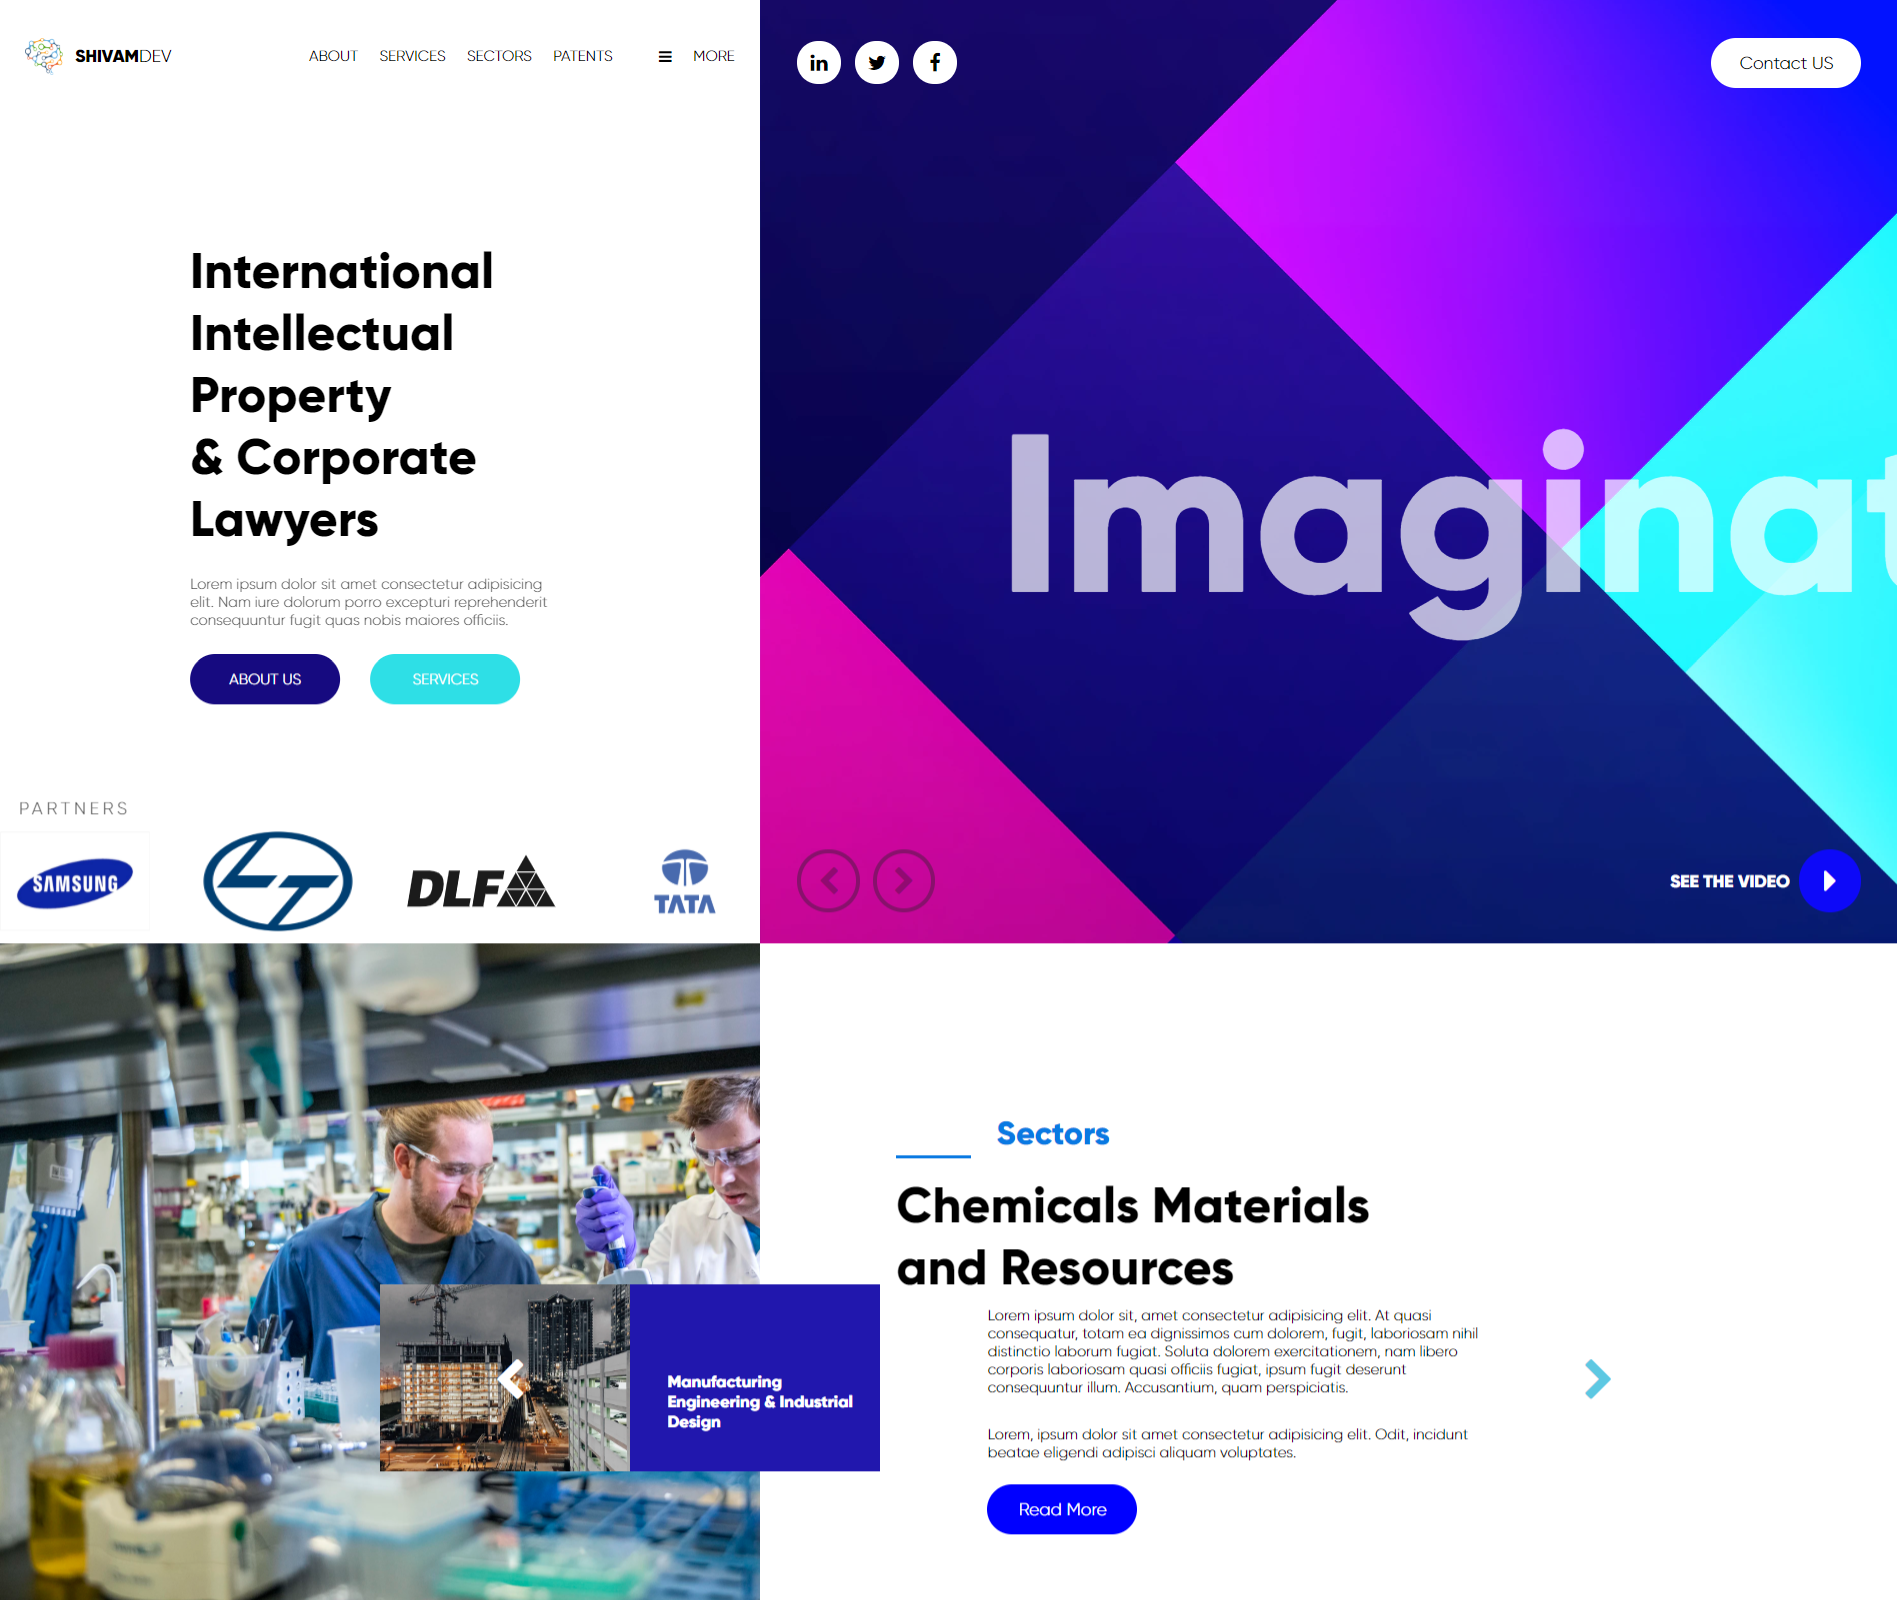 SHIVAMDEV
ABOUT SERVICES SECTORS PATENTS MORE
Contact US
International
Intellectual
Property
& Corporate
Lawyers
Lorem ipsum dolor sit amet consectetur adipisicing
elit. Nam iure dolorum porro excepturi reprehenderit
consequuntur fugit quas nobis maiores officiis.
ABOUT US SERVICES
Imaginat
PARTNERS
SAMSUNG
LT
DLF
TATA
SEE THE VIDEO
Sectors
Chemicals Materials
and Resources
Lorem ipsum dolor sit, amet consectetur adipisicing elit. At quasi
consequatur, totam ea dignissimos cum dolorem, fugit, laboriosam nihil
distinctio laborum fugiat. Soluta dolorem exercitationem, nam libero
corporis laboriosam quasi officiis fugiat, ipsum fugit deserunt
consequuntur illum. Accusantium, quam perspiciatis.
Lorem, ipsum dolor sit amet consectetur adipisicing elit. Odit, incidunt
beatae eligendi adipisci aliquam voluptates.
Read More
Manufacturing
Engineering & Industrial
Design